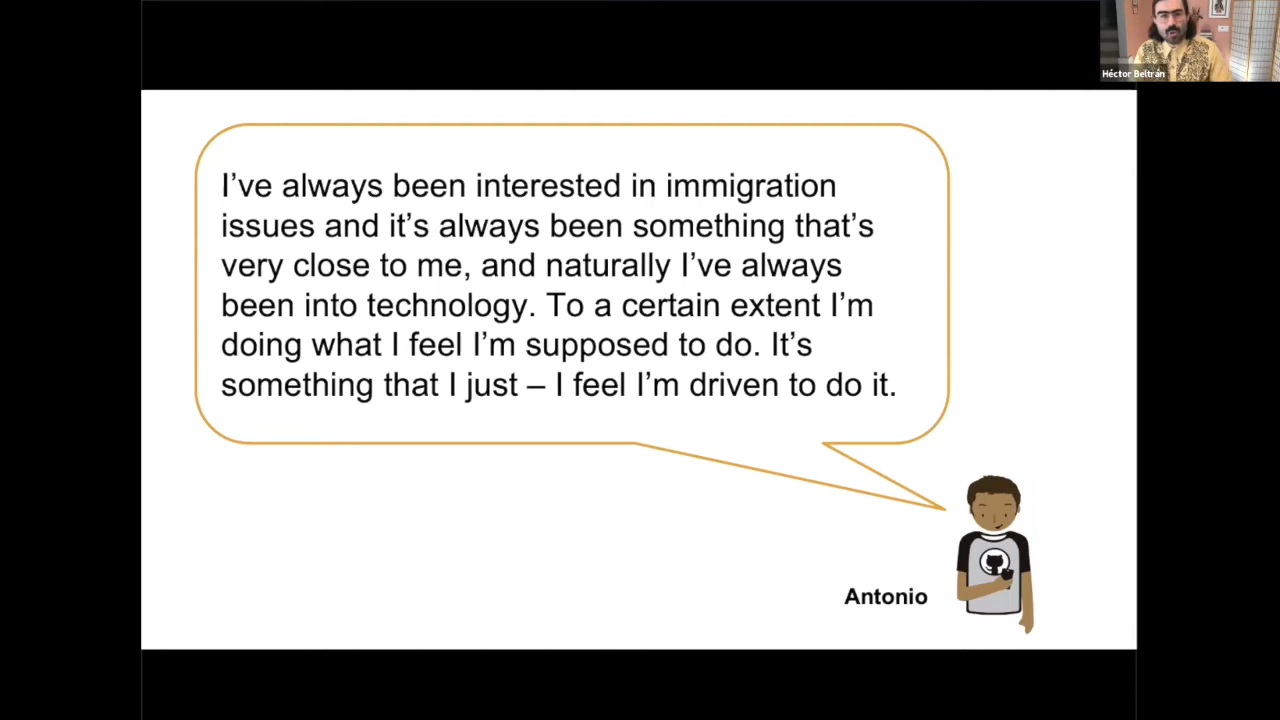 Héctor Beltrán
I've always been interested in immigration
issues and it's always been something that's
very close to me, and naturally I've always
been into technology. To a certain extent I'm
doing what I feel I'm supposed to do. It's
something that I just – I feel I'm driven to do it.
Antonio